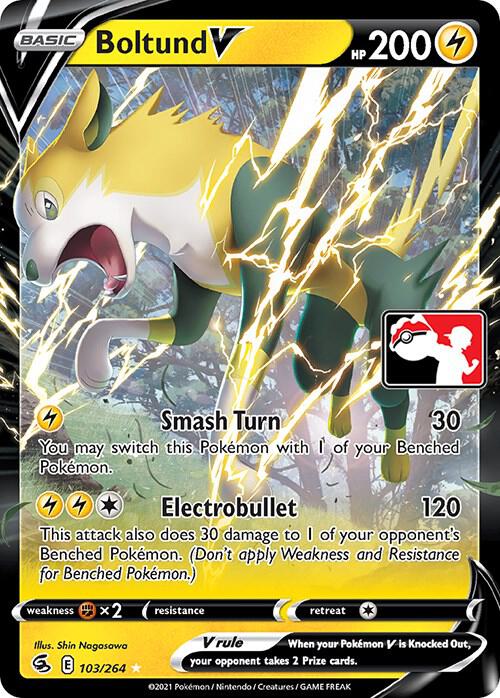 BASIC Boltund V HP 200
Smash Turn 30
You may switch this Pokémon with 1 of your Benched
Pokémon.
Electrobullet 120
This attack also does 30 damage to 1 of your opponent's
Benched Pokémon. (Don't apply Weakness and Resistance
for Benched Pokémon.)
weakness ×2 resistance retreat
Illus. Shin Nagasawa
V rule When your Pokémon V is Knocked Out,
your opponent takes 2 Prize cards.
E 103/264
©2021 Pokémon / Nintendo / Creatures / GAME FREAK